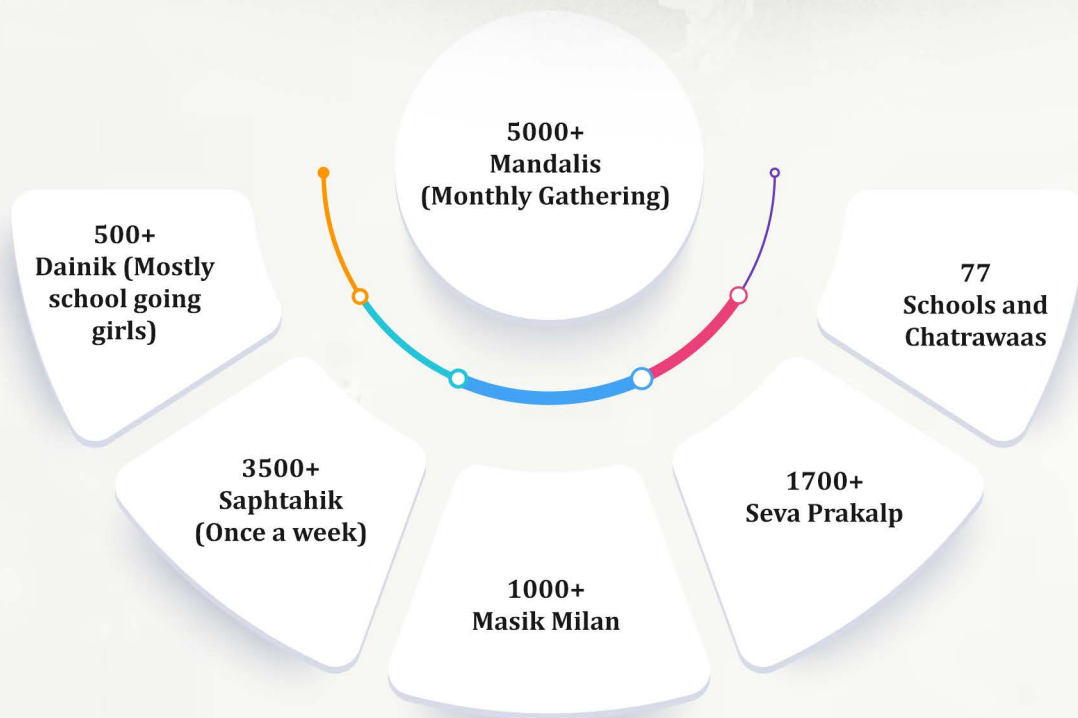 5000+
Mandalis
(Monthly Gathering)
500+
Dainik (Mostly
school going
girls)
3500+
Saphtahik
(Once a week)
1000+
Masik Milan
1700+
Seva Prakalp
77
Schools and
Chatrawaas